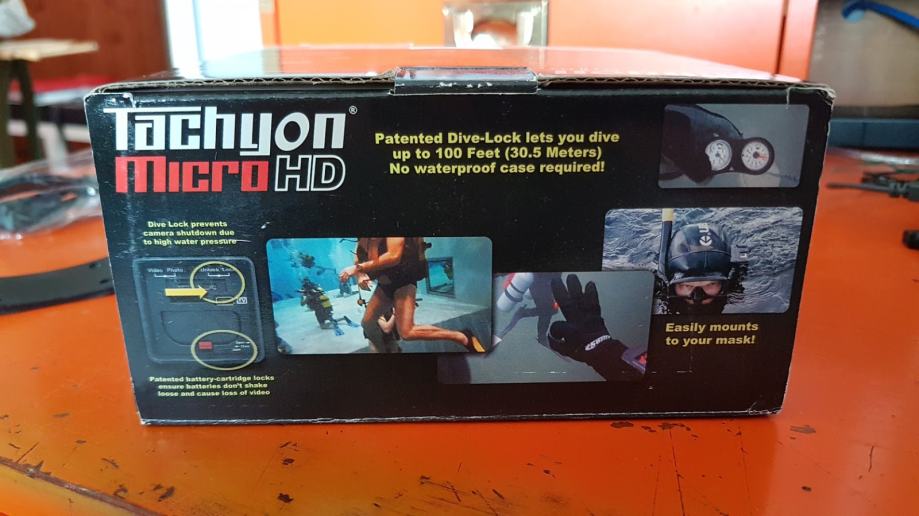 Tachyon®
Micro HD
Patented Dive-Lock lets you dive
up to 100 Feet (30.5 Meters)
No waterproof case required!
Dive Lock prevents
camera shutdown due
to high water pressure
Video Photo Unlock Lock
Patented battery-cartridge locks
ensure batteries don't shake
loose and cause loss of video
Easily mounts
to your mask!